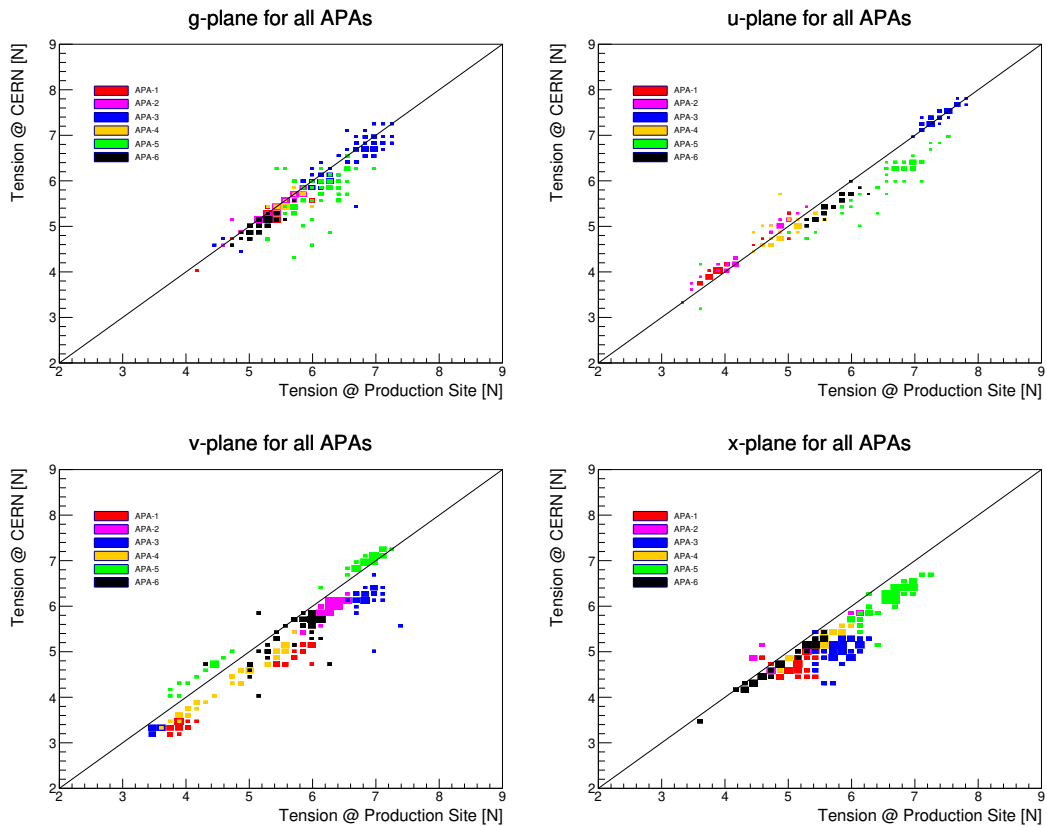 g-plane for all APAs
Tension @ CERN [N]
9
8
7
6
5
4
3
2
APA-1
APA-2
APA-3
APA-4
APA-5
APA-6
2 3 4 5 6 7 8 9
Tension @ Production Site [N]
u-plane for all APAs
Tension @ CERN [N]
9
8
7
6
5
4
3
2
APA-1
APA-2
APA-3
APA-4
APA-5
APA-6
2 3 4 5 6 7 8 9
Tension @ Production Site [N]
v-plane for all APAs
Tension @ CERN [N]
9
8
7
6
5
4
3
2
APA-1
APA-2
APA-3
APA-4
APA-5
APA-6
2 3 4 5 6 7 8 9
Tension @ Production Site [N]
x-plane for all APAs
Tension @ CERN [N]
9
8
7
6
5
4
3
2
APA-1
APA-2
APA-3
APA-4
APA-5
APA-6
2 3 4 5 6 7 8 9
Tension @ Production Site [N]